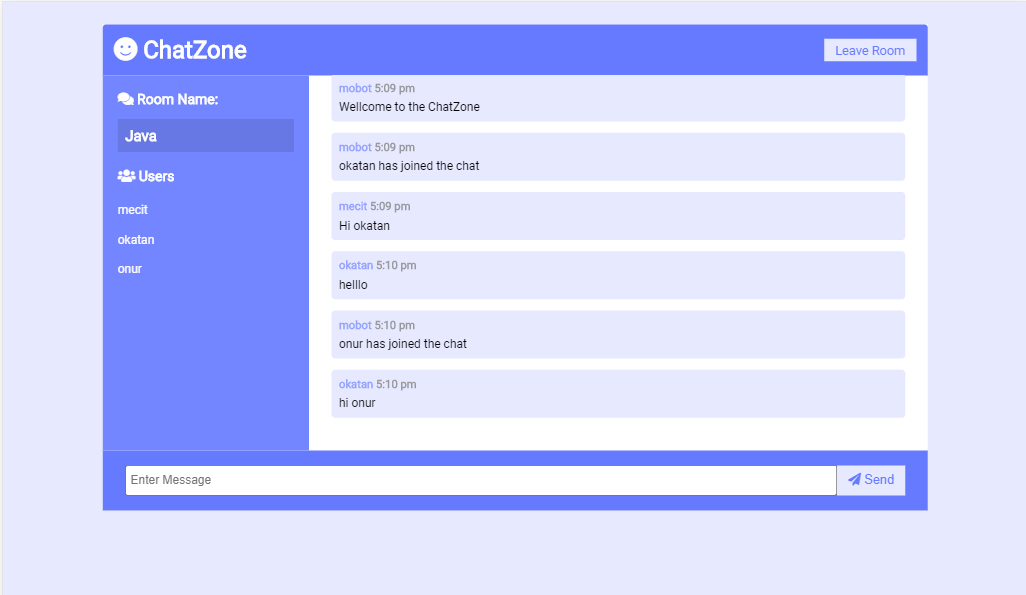 ChatZone
Leave Room
Room Name:
Java
Users
mecit
okatan
onur
mobot 5:09 pm
Wellcome to the ChatZone
mobot 5:09 pm
okatan has joined the chat
mecit 5:09 pm
Hi okatan
okatan 5:10 pm
helllo
mobot 5:10 pm
onur has joined the chat
okatan 5:10 pm
hi onur
Enter Message
Send